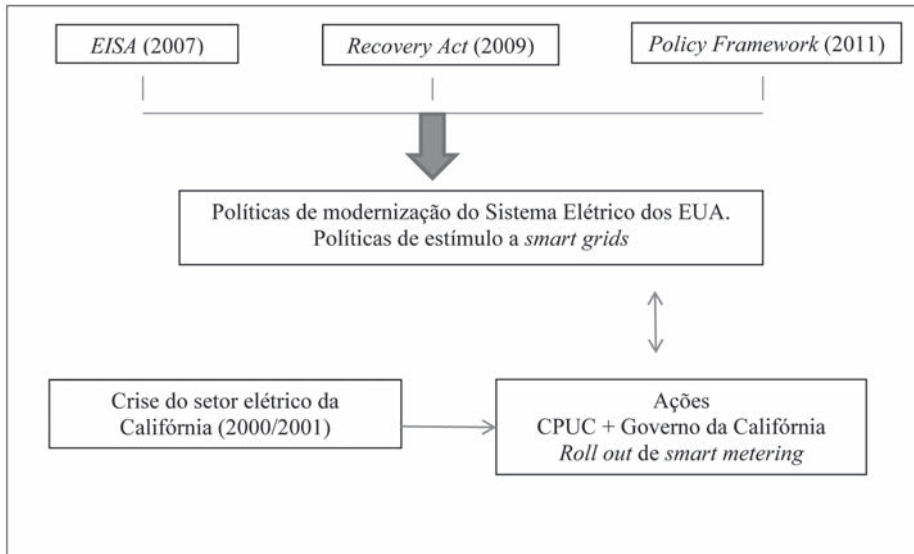 EISA (2007)
Recovery Act (2009)
Policy Framework (2011)
Políticas de modernização do Sistema Elétrico dos EUA.
Políticas de estímulo a smart grids
Crise do setor elétrico da
Califórnia (2000/2001)
Ações
CPUC + Governo da Califórnia
Roll out de smart metering